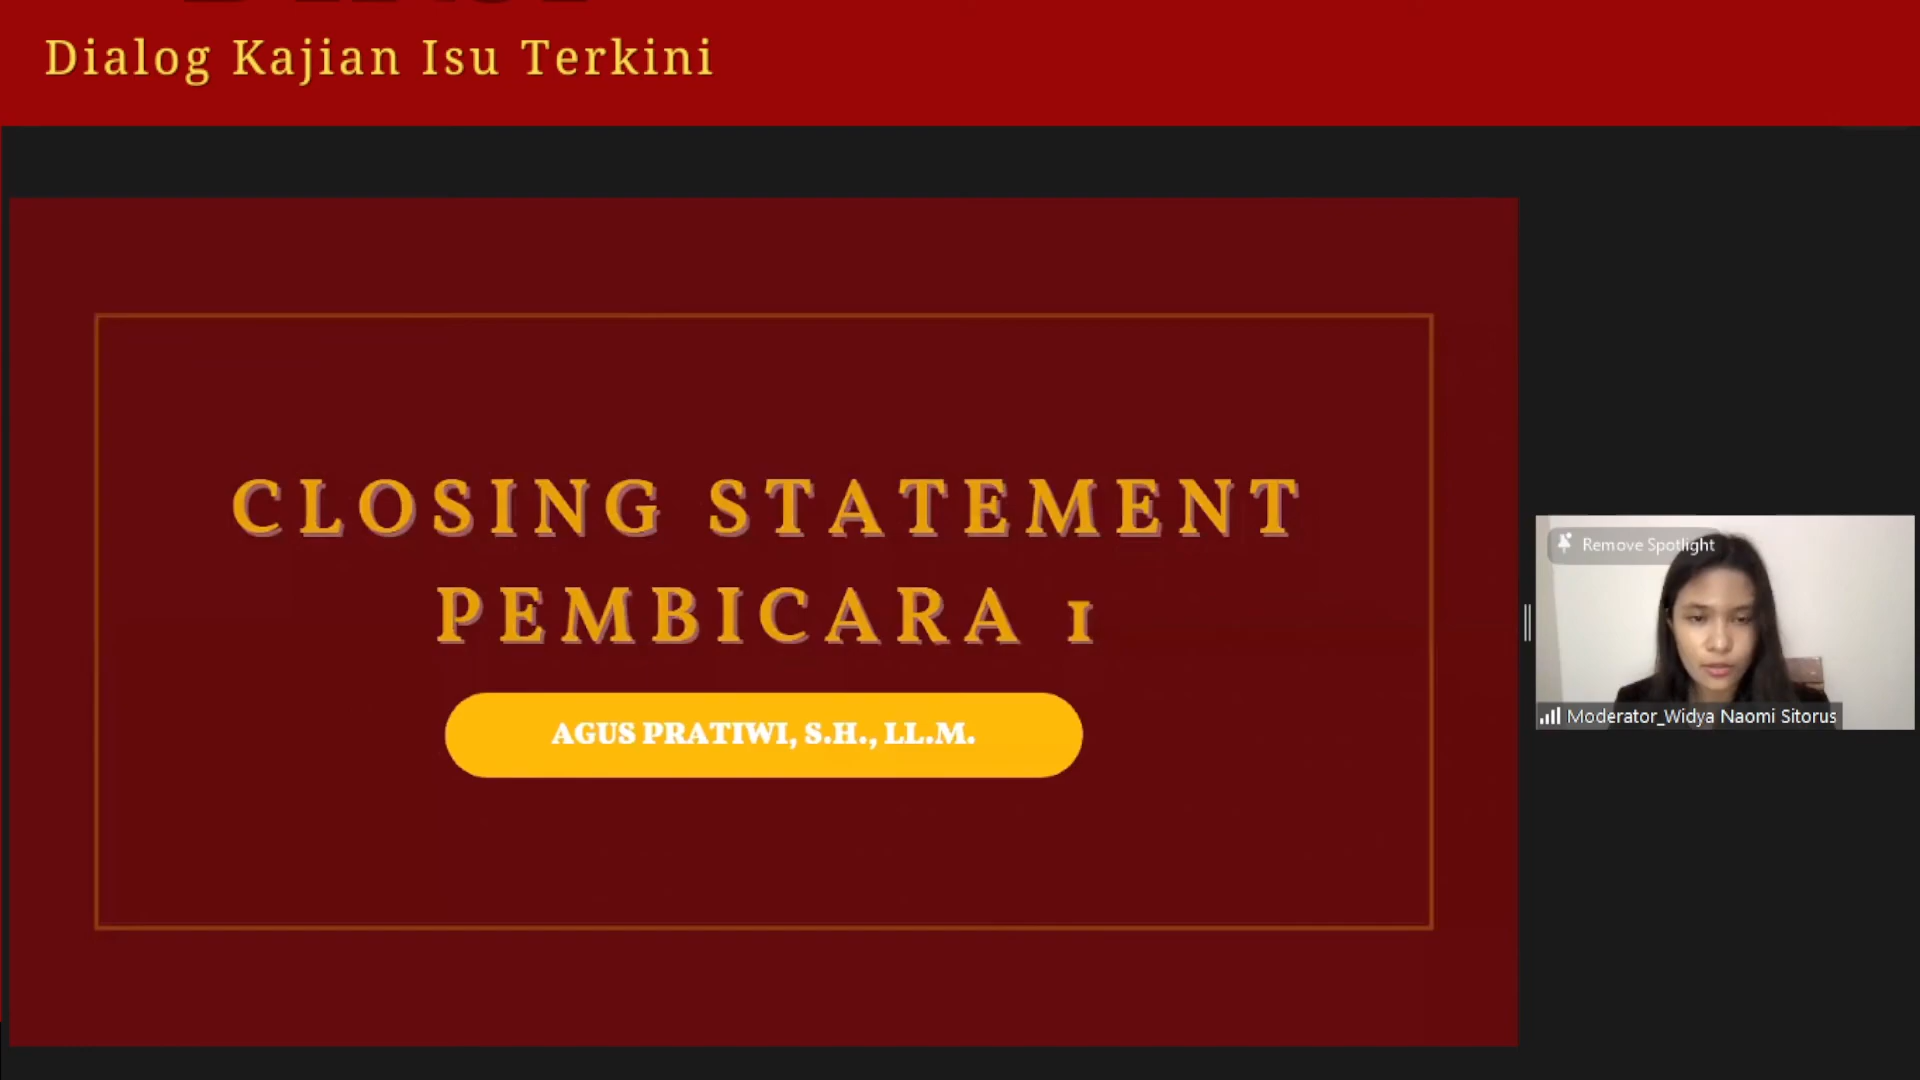 Dialog Kajian Isu Terkini
CLOSING STATEMENT
PEMBICARA 1
AGUS PRATIWI, S.H., LL.M.
Remove Spotlight
Moderator_Widya Naomi Sitorus